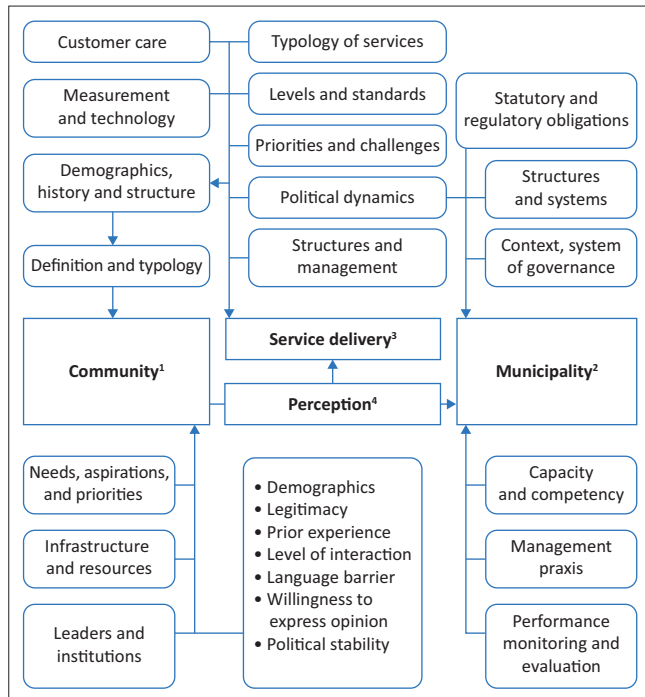 Customer care
Typology of services
Measurement
and technology
Levels and standards
Statutory and
regulatory obligations
Priorities and challenges
Demographics,
history and structure
Political dynamics
Structures
and systems
Definition and typology
Structures and
management
Context, system
of governance
Community¹
Service delivery³
Municipality²
Perception⁴
Needs, aspirations,
and priorities
Infrastructure
and resources
Leaders and
institutions
• Demographics
• Legitimacy
• Prior experience
• Level of interaction
• Language barrier
• Willingness to
express opinion
• Political stability
Capacity
and competency
Management
praxis
Performance
monitoring and
evaluation